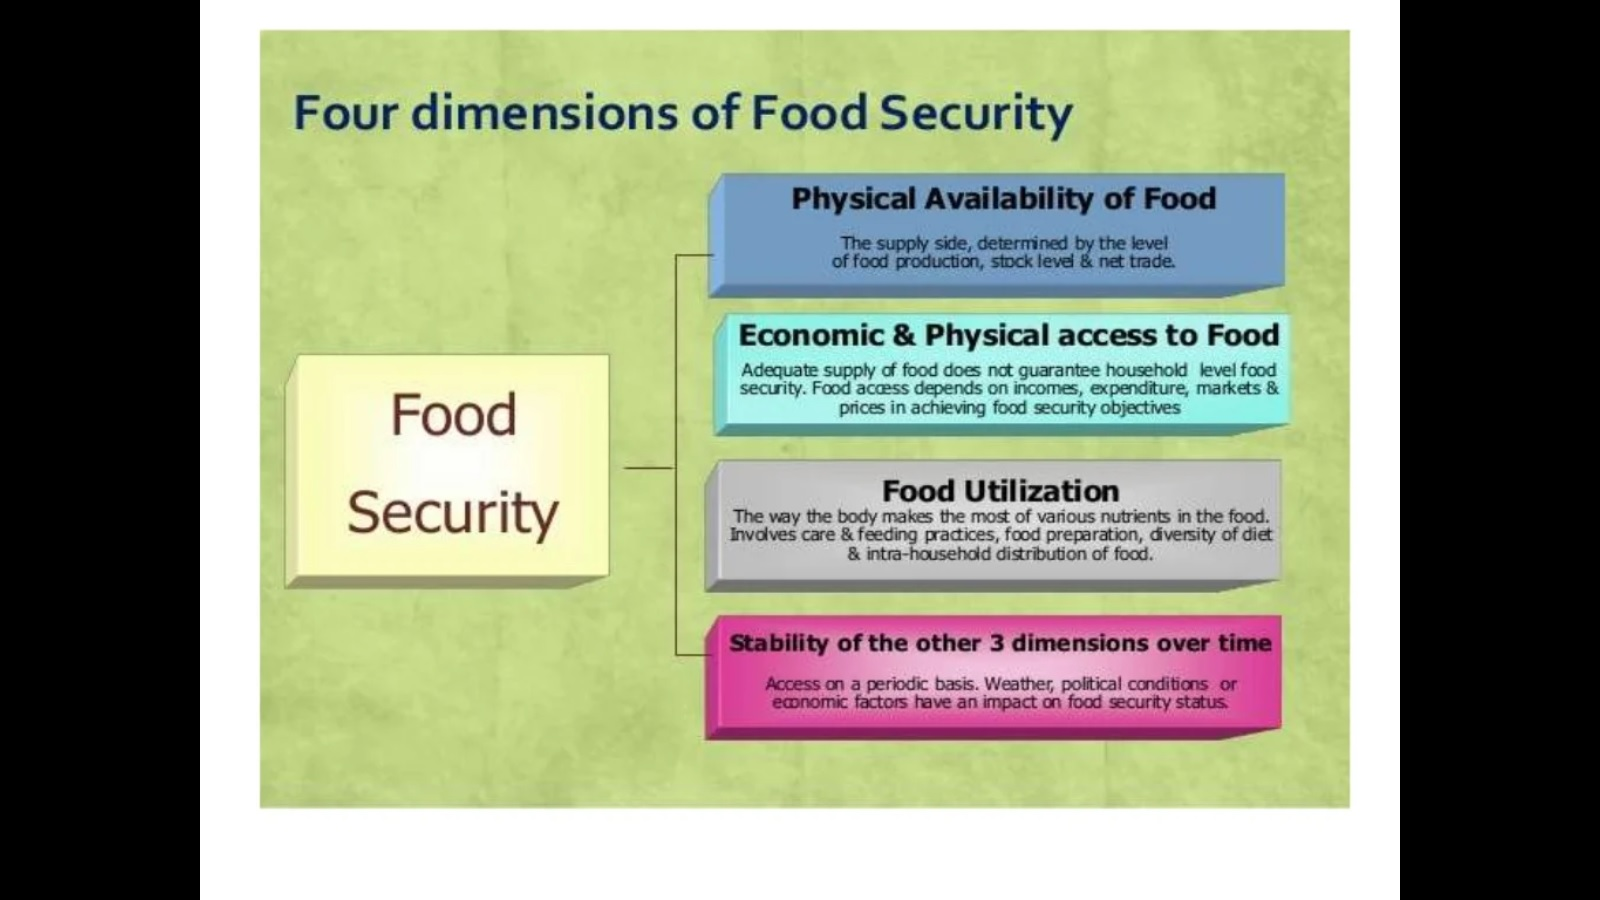 Four dimensions of Food Security
Physical Availability of Food
The supply side, determined by the level
of food production, stock level & net trade.
Economic & Physical access to Food
Adequate supply of food does not guarantee household level food
security. Food access depends on incomes, expenditure, markets &
prices in achieving food security objectives
Food
Security
Food Utilization
The way the body makes the most of various nutrients in the food.
Involves care & feeding practices, food preparation, diversity of diet
& intra-household distribution of food.
Stability of the other 3 dimensions over time
Access on a periodic basis. Weather, political conditions or
economic factors have an impact on food security status.